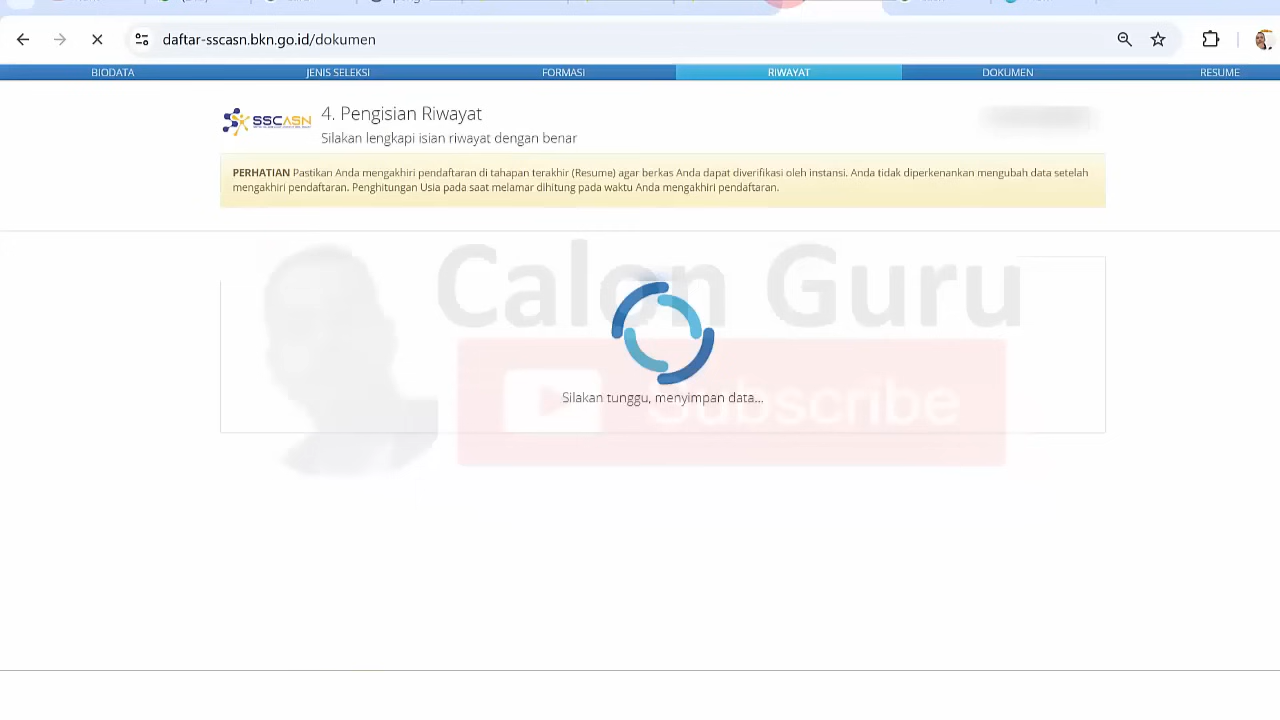 daftar-sscasn.bkn.go.id/dokumen
BIODATA JENIS SELEKSI FORMASI RIWAYAT DOKUMEN RESUME
SSCASN
4. Pengisian Riwayat
Silakan lengkapi isian riwayat dengan benar
PERHATIAN Pastikan Anda mengakhiri pendaftaran di tahapan terakhir (Resume) agar berkas Anda dapat diverifikasi oleh instansi. Anda tidak diperkenankan mengubah data setelah
mengakhiri pendaftaran. Penghitungan Usia pada saat melamar dihitung pada waktu Anda mengakhiri pendaftaran.
Calon Guru
Silakan tunggu, menyimpan data...
Subscribe